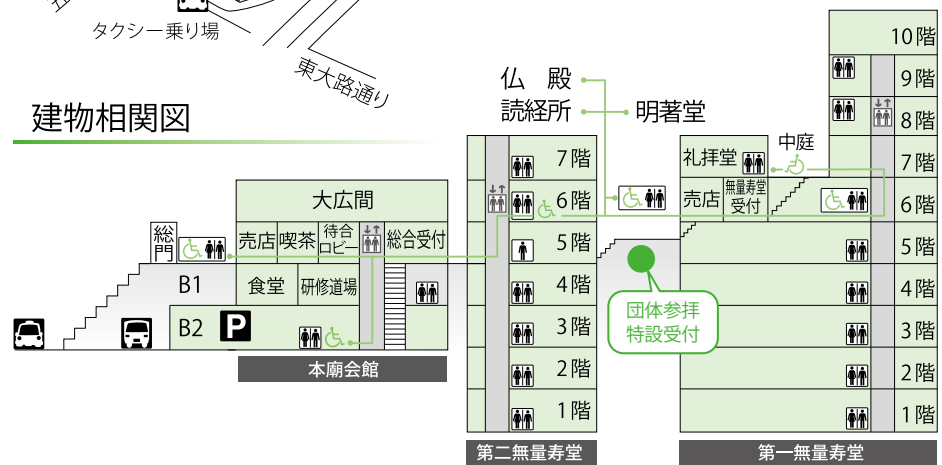 タクシー乗り場
東大路通り
建物相関図
仏 殿
読経所
明著堂
10階
9階
8階
7階
6階
5階
4階
3階
2階
1階
中庭
礼拝堂
売店
無量寿堂
受付
7階
6階
5階
4階
3階
2階
1階
大広間
総門
売店
喫茶
待合
ロビー
総合受付
B1
食堂
研修道場
B2
P
団体参拝
特設受付
本廟会館
第二無量寿堂
第一無量寿堂